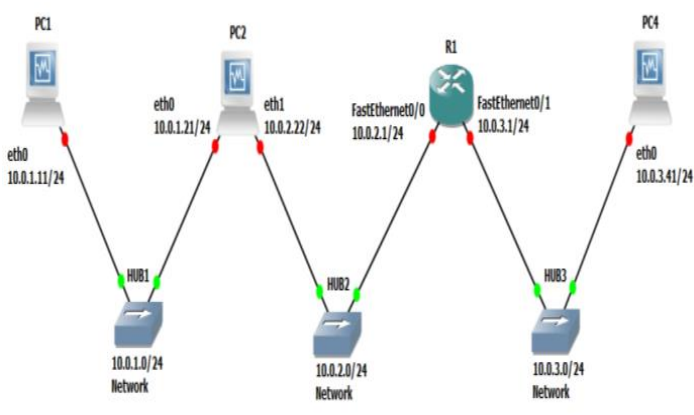 PC1
PC2
R1
PC4
eth0
10.0.1.11/24
eth0
10.0.1.21/24
eth1
10.0.2.22/24
FastEthernet0/0
10.0.2.1/24
FastEthernet0/1
10.0.3.1/24
eth0
10.0.3.41/24
HUB1
HUB2
HUB3
10.0.1.0/24
Network
10.0.2.0/24
Network
10.0.3.0/24
Network